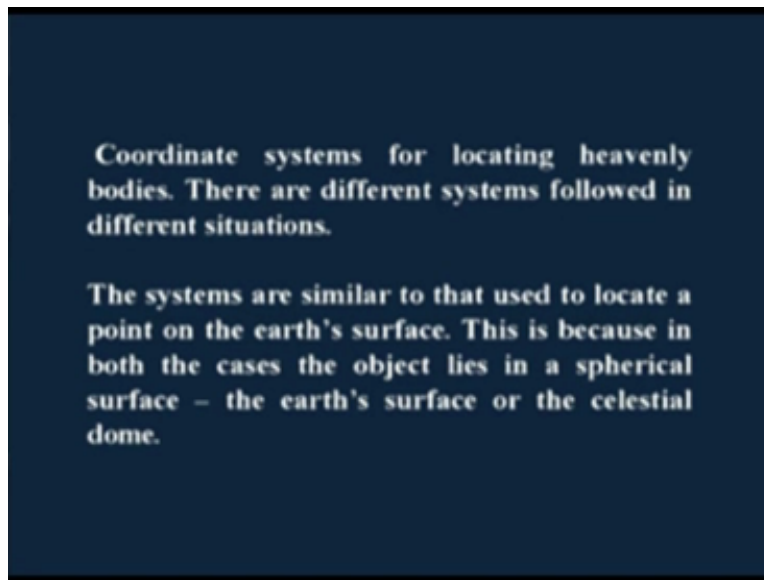 Coordinate systems for locating heavenly
bodies. There are different systems followed in
different situations.
The systems are similar to that used to locate a
point on the earth's surface. This is because in
both the cases the object lies in a spherical
surface – the earth's surface or the celestial
dome.